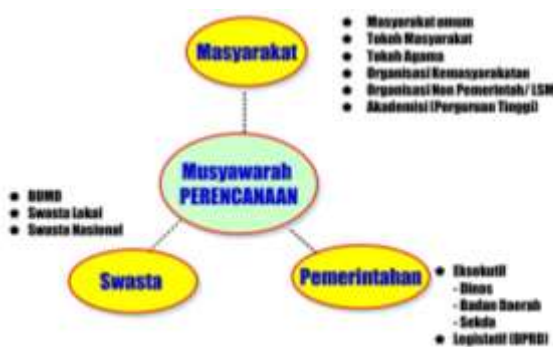 Masyarakat
● Masyarakat umum
● Tokoh Masyarakat
● Tokoh Agama
● Organisasi Kemasyarakatan
● Organisasi Non Pemerintah/ LSM
● Akademisi (Perguruan Tinggi)
Musyawarah
PERENCANAAN
● BUMD
● Swasta Lokal
● Swasta Nasional
Swasta
Pemerintahan
● Eksekutif
- Dinas
- Badan Daerah
- Sekda
● Legislatif (DPRD)